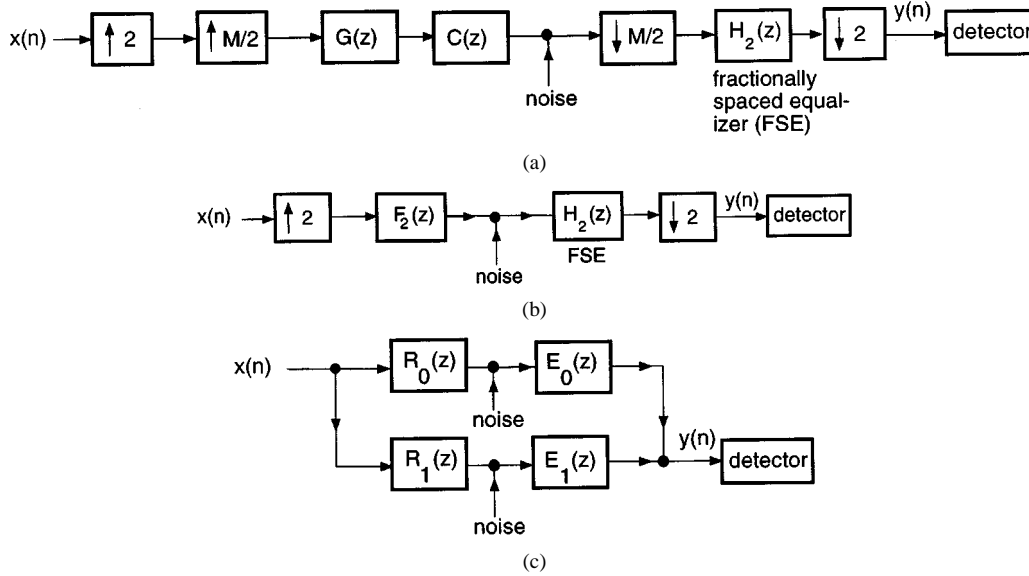 x(n) ↑ 2 ↑ M/2 G(z) C(z) ↓ M/2 H₂(z) ↓ 2 y(n) detector
noise
fractionally
spaced equal-
izer (FSE)
(a)
x(n) ↑ 2 F₂(z) H₂(z) ↓ 2 y(n) detector
noise
FSE
(b)
x(n) R₀(z) E₀(z)
noise
R₁(z) E₁(z) y(n) detector
noise
(c)